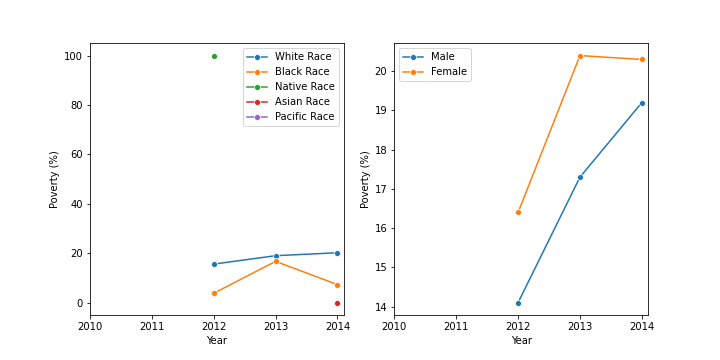 100
80
60
40
20
0
Poverty (%)
2010 2011 2012 2013 2014
Year
White Race
Black Race
Native Race
Asian Race
Pacific Race
20
19
18
17
16
15
14
Poverty (%)
2010 2011 2012 2013 2014
Year
Male
Female